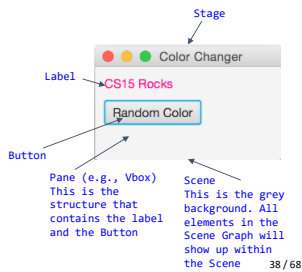 Stage
Color Changer
Label
CS15 Rocks
Random Color
Button
Pane (e.g., Vbox)
This is the
structure that
contains the label
and the Button
Scene
This is the grey
background. All
elements in the
Scene Graph will
show up within
the Scene
38/68